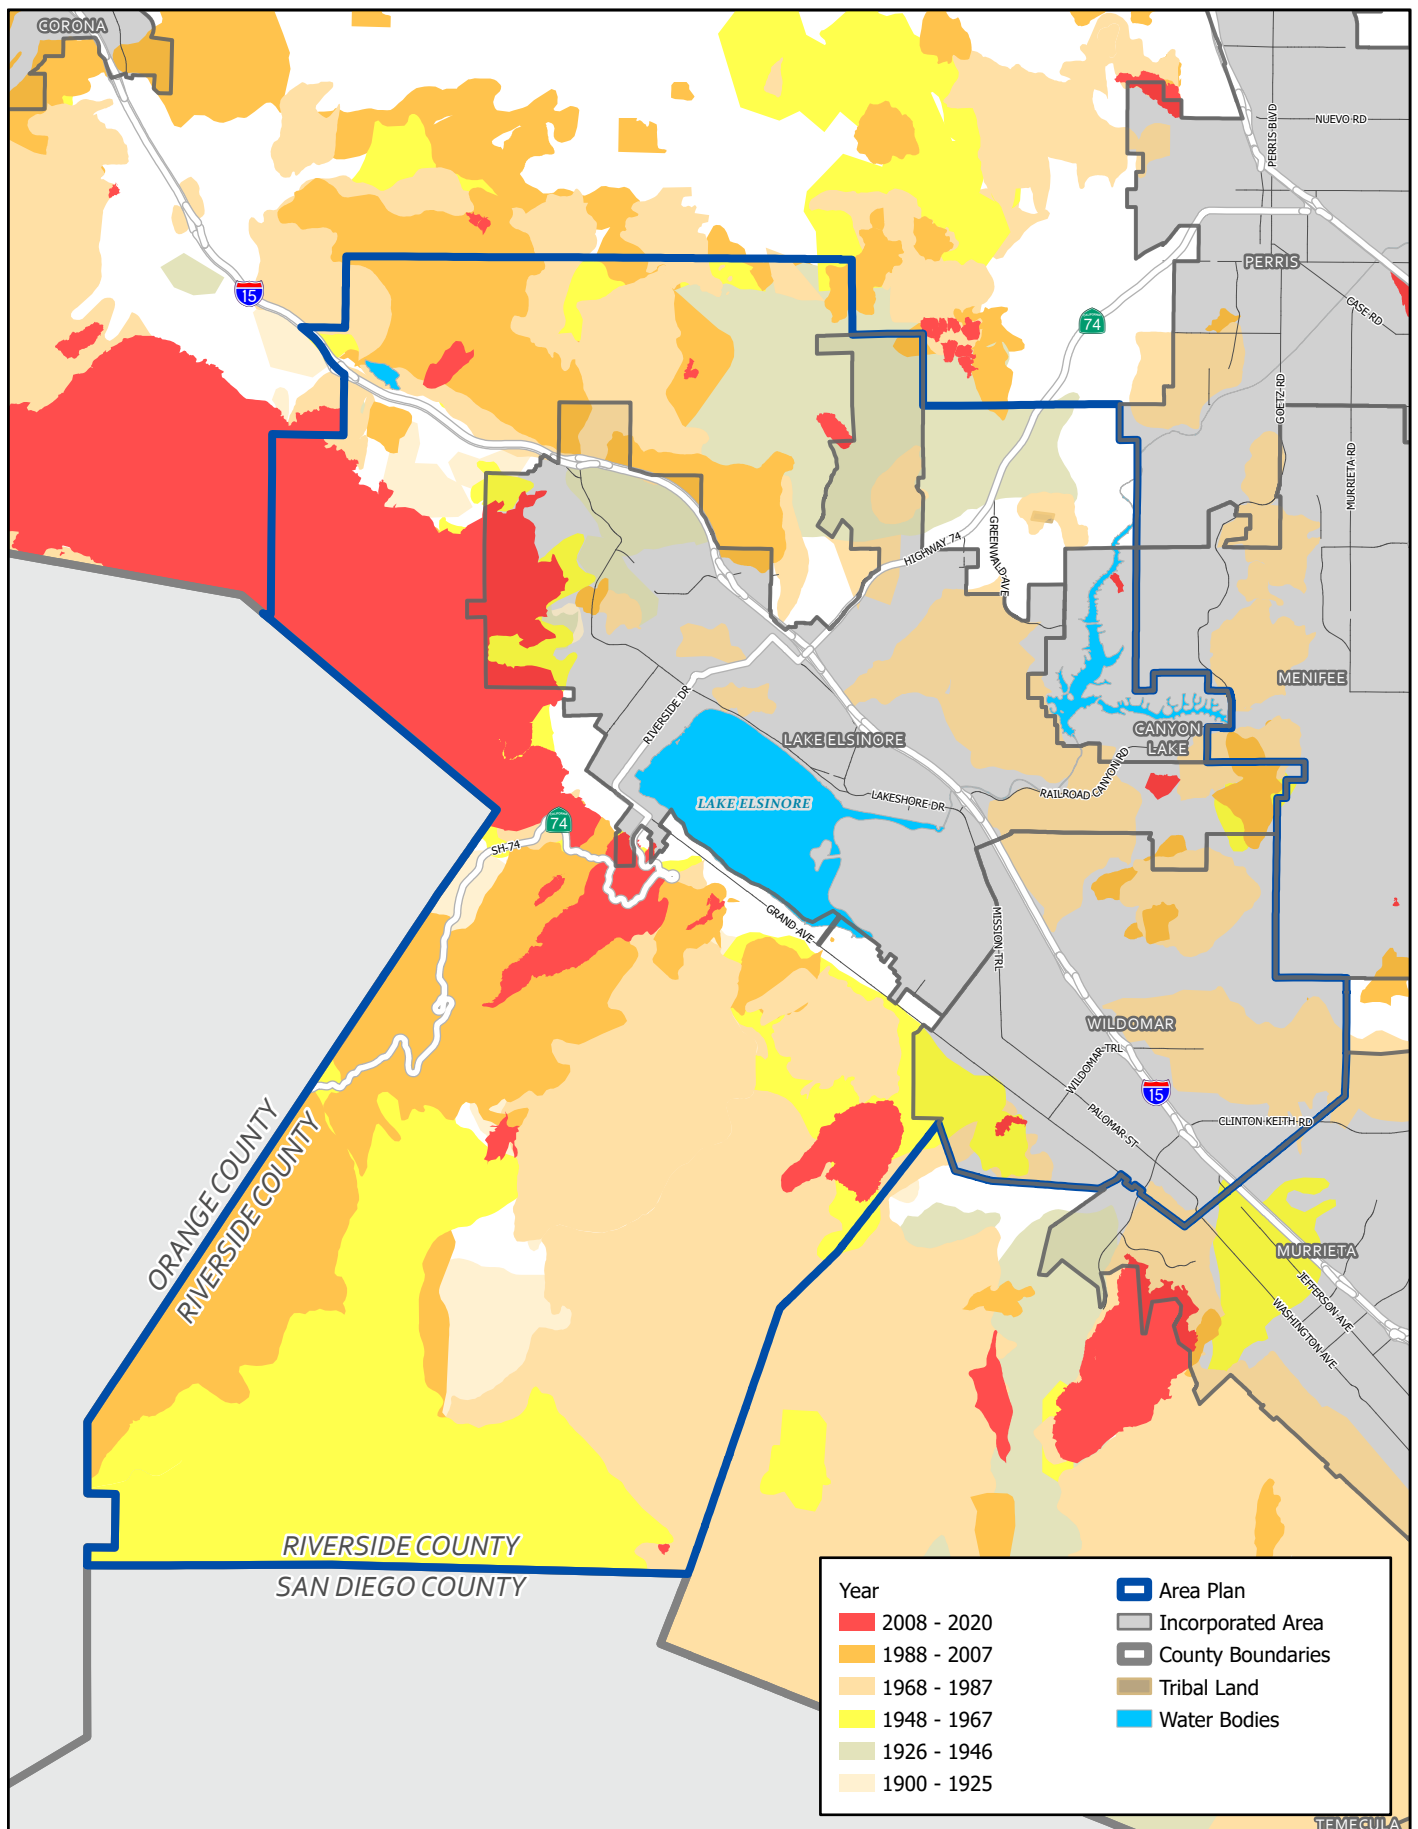 CORONA
NUEVO RD
PERRIS BLVD
PERRIS
15
CASE RD
CALIFORNIA
74
GOETZ RD
MURRIETA RD
HIGHWAY 74
GREENWALD AVE
MENIFEE
RIVERSIDE DR
LAKE ELSINORE
CANYON
LAKE
LAKE ELSINORE
LAKESHORE DR
RAILROAD CANYON RD
74
SH-74
GRAND AVE
MISSION TRL
WILDOMAR
WILDOMAR TRL
15
PALOMAR ST
CLINTON KEITH RD
ORANGE COUNTY
RIVERSIDE COUNTY
MURRIETA
JEFFERSON AVE
WASHINGTON AVE
RIVERSIDE COUNTY
SAN DIEGO COUNTY
Year
2008 - 2020
1988 - 2007
1968 - 1987
1948 - 1967
1926 - 1946
1900 - 1925
Area Plan
Incorporated Area
County Boundaries
Tribal Land
Water Bodies
TEMECULA